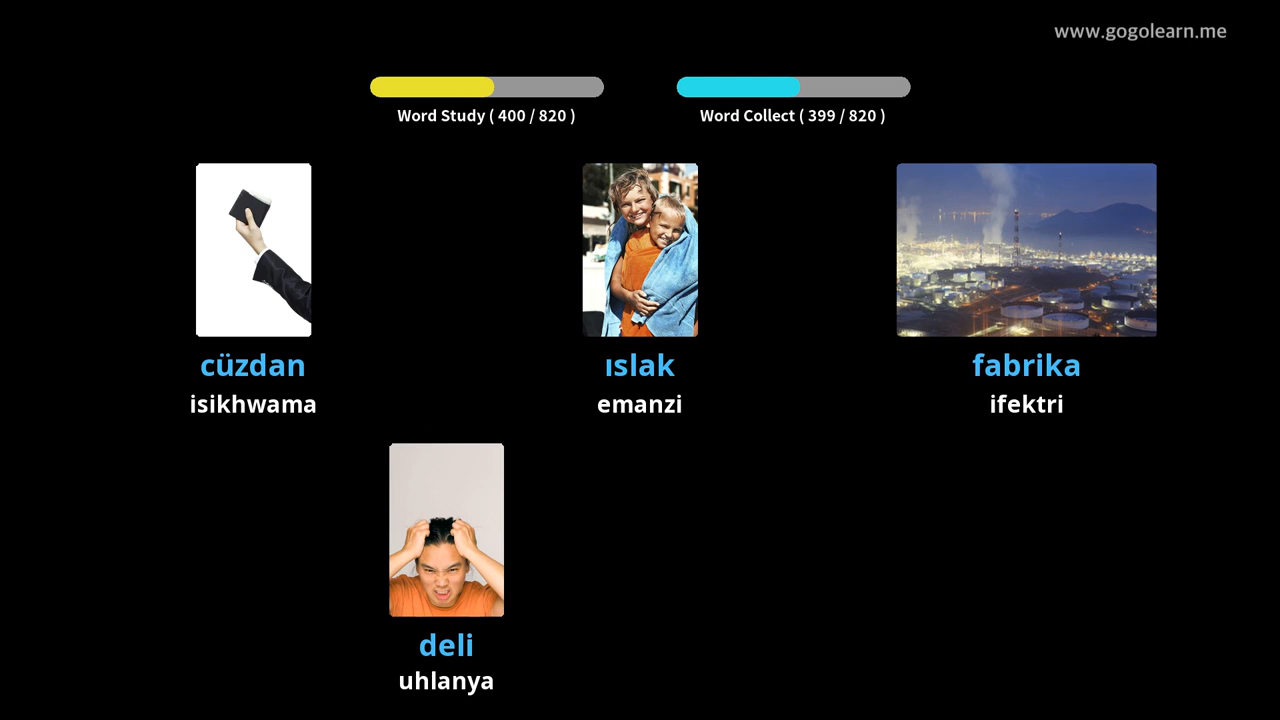 www.gogolearn.me
Word Study ( 400 / 820 )
Word Collect ( 399 / 820 )
cüzdan
isikhwama
ıslak
emanzi
fabrika
ifektri
deli
uhlanya